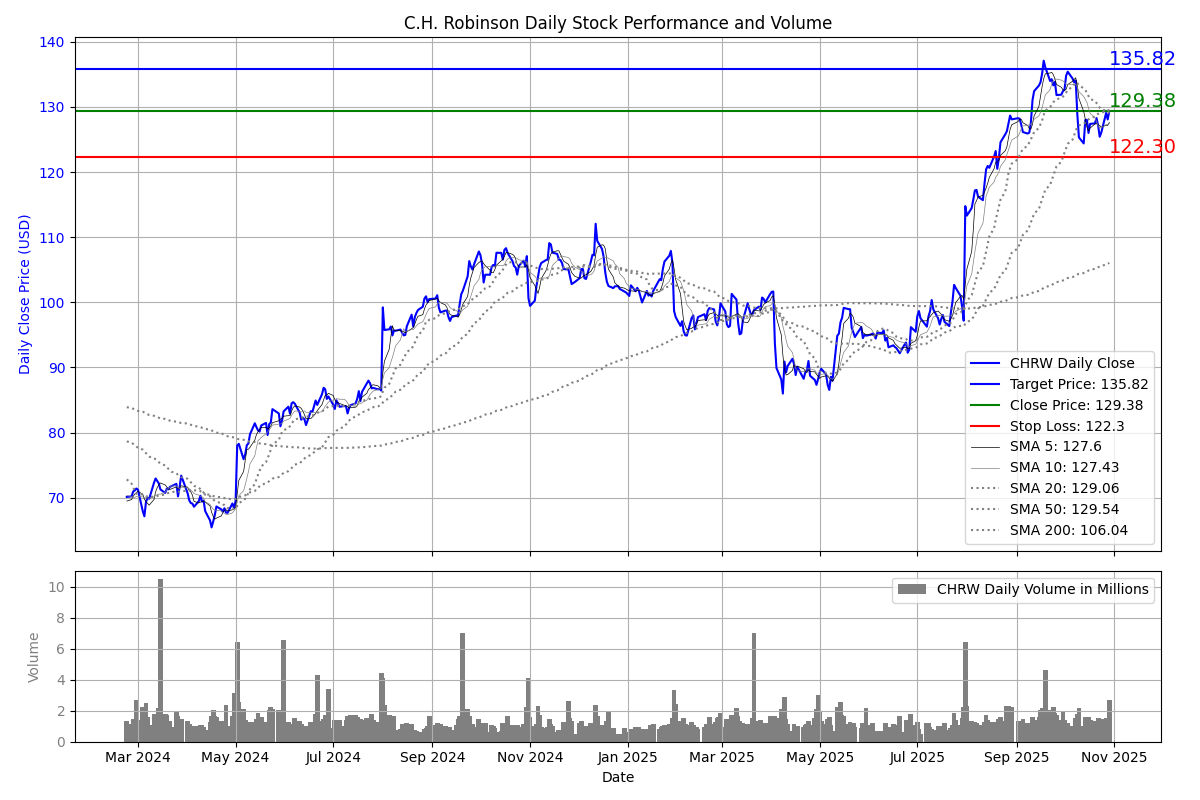 C.H. Robinson Daily Stock Performance and Volume
140
130
120
110
100
90
80
70
Daily Close Price (USD)
135.82
129.38
122.30
CHRW Daily Close
Target Price: 135.82
Close Price: 129.38
Stop Loss: 122.3
SMA 5: 127.6
SMA 10: 127.43
SMA 20: 129.06
SMA 50: 129.54
SMA 200: 106.04
10
8
6
4
2
0
Volume
CHRW Daily Volume in Millions
Mar 2024 May 2024 Jul 2024 Sep 2024 Nov 2024 Jan 2025 Mar 2025 May 2025 Jul 2025 Sep 2025 Nov 2025
Date